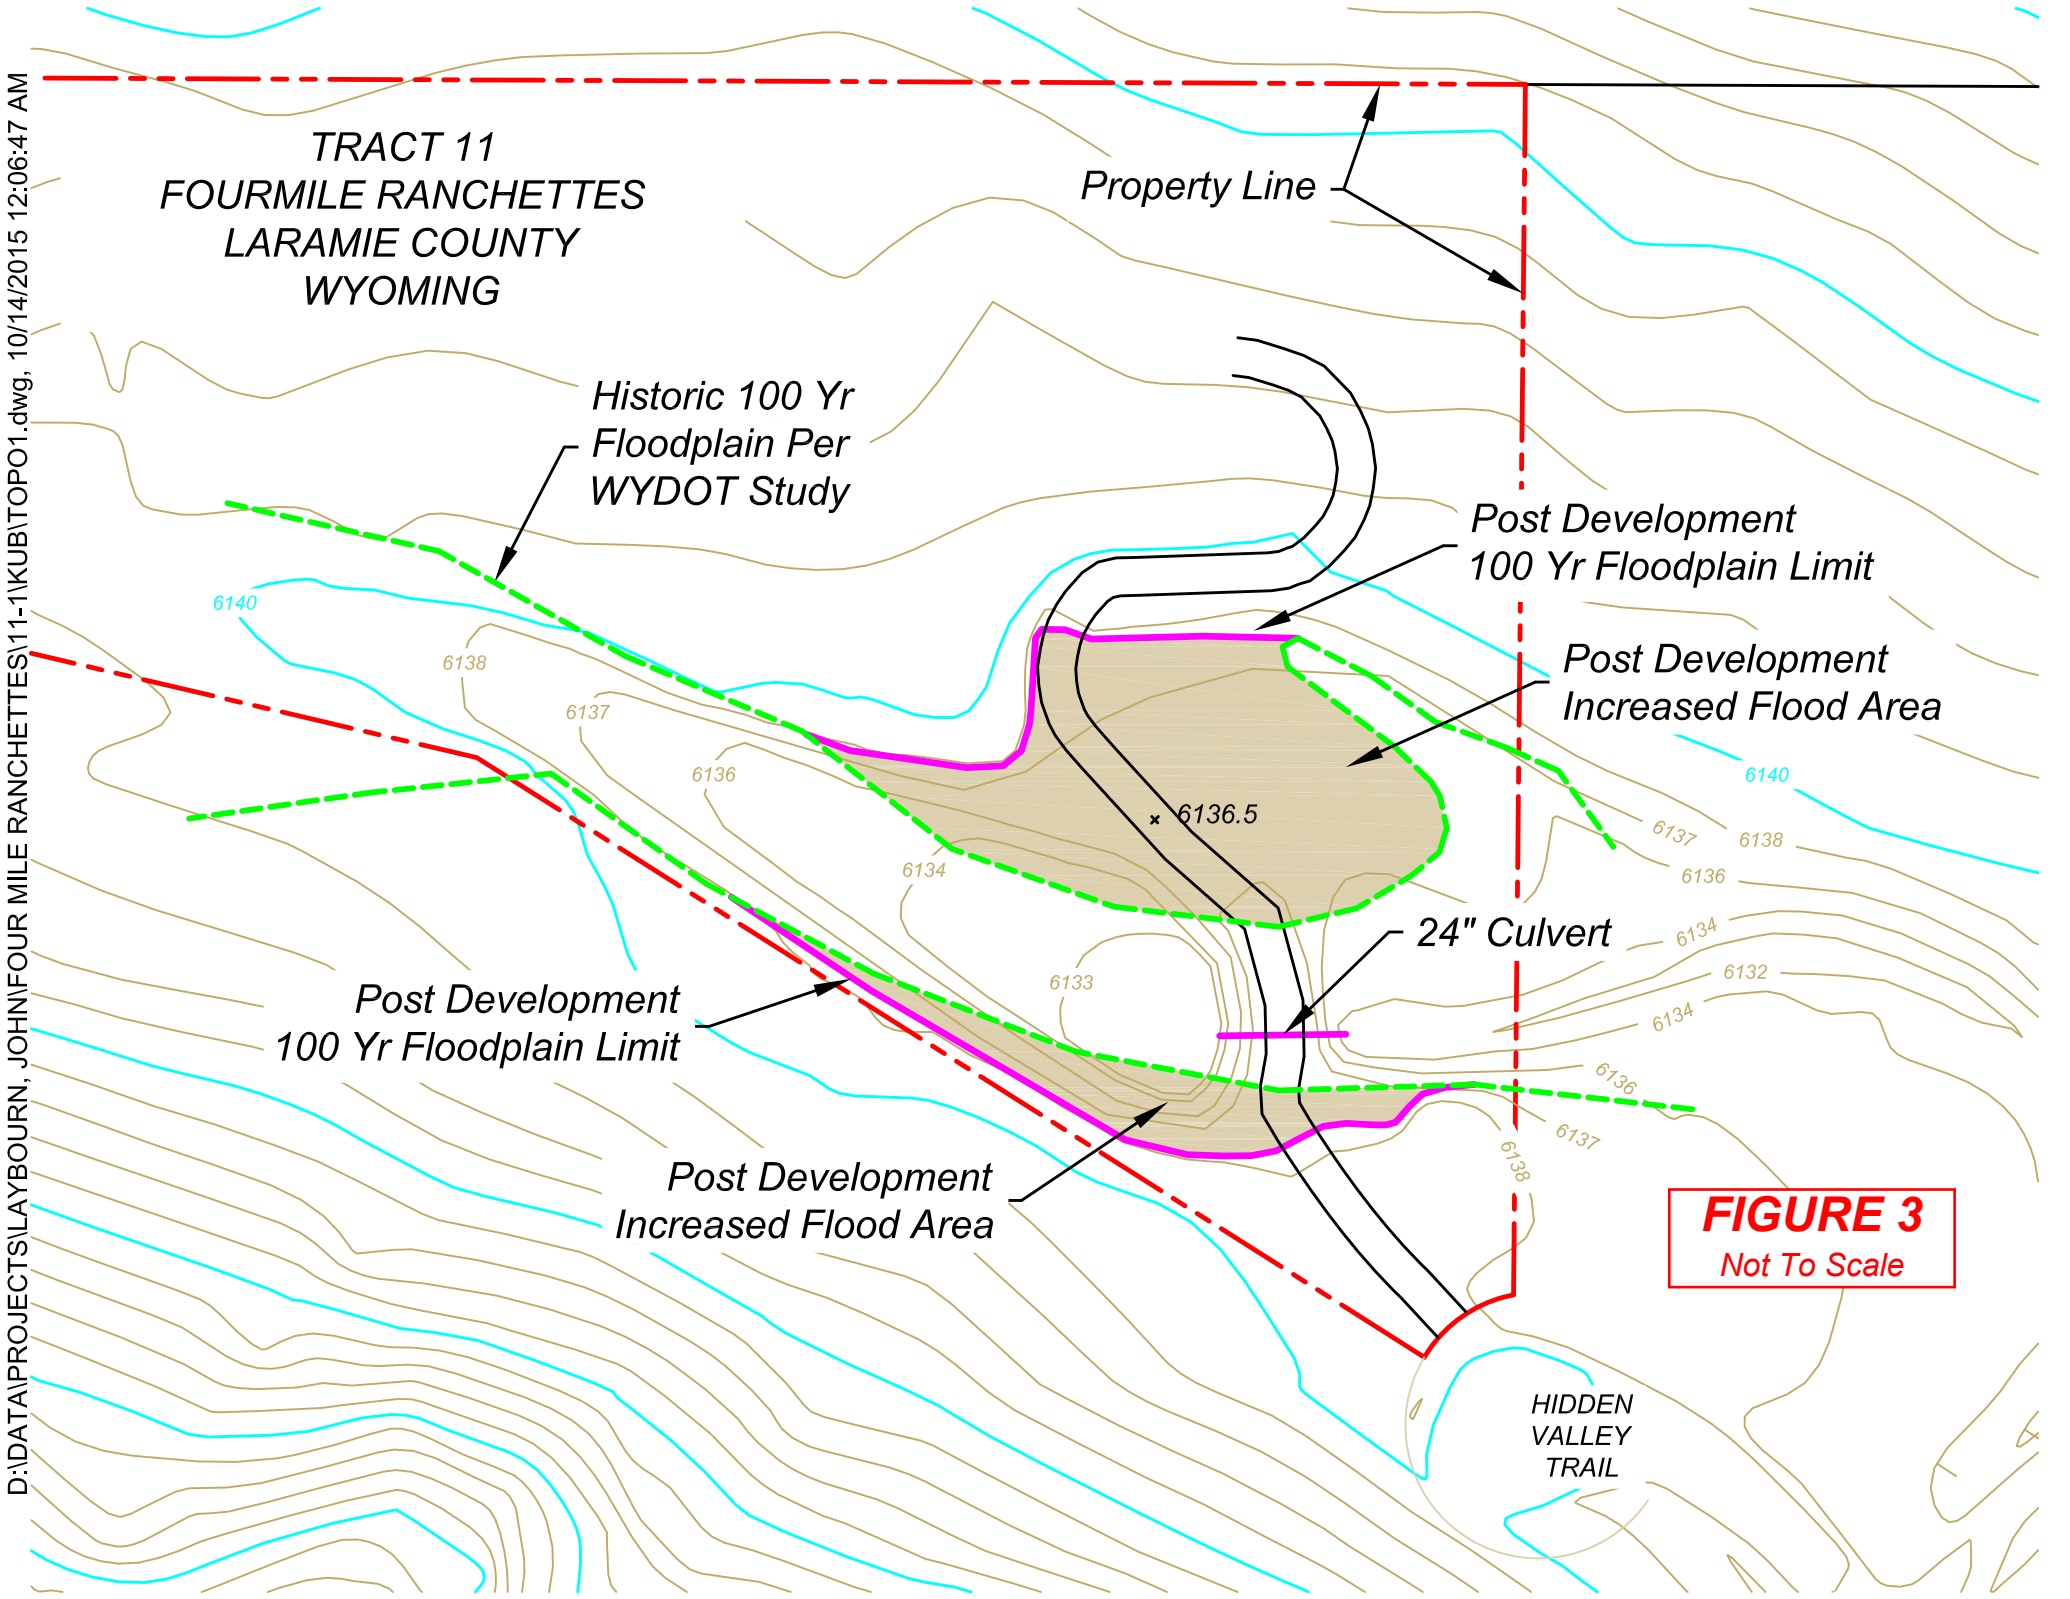 D:\DATA\PROJECTS\LAYBOURN, JOHN\FOUR MILE RANCHETTES\11-1\KUB\TOPO1.dwg, 10/14/2015 12:06:47 AM
TRACT 11
FOURMILE RANCHETTES
LARAMIE COUNTY
WYOMING
Property Line
Historic 100 Yr
Floodplain Per
WYDOT Study
Post Development
100 Yr Floodplain Limit
Post Development
Increased Flood Area
6140
6138
6137
6136
6134
6133
6136.5
6140
6137
6138
6136
6134
6132
6134
6136
6137
6138
24" Culvert
Post Development
100 Yr Floodplain Limit
Post Development
Increased Flood Area
FIGURE 3
Not To Scale
HIDDEN
VALLEY
TRAIL